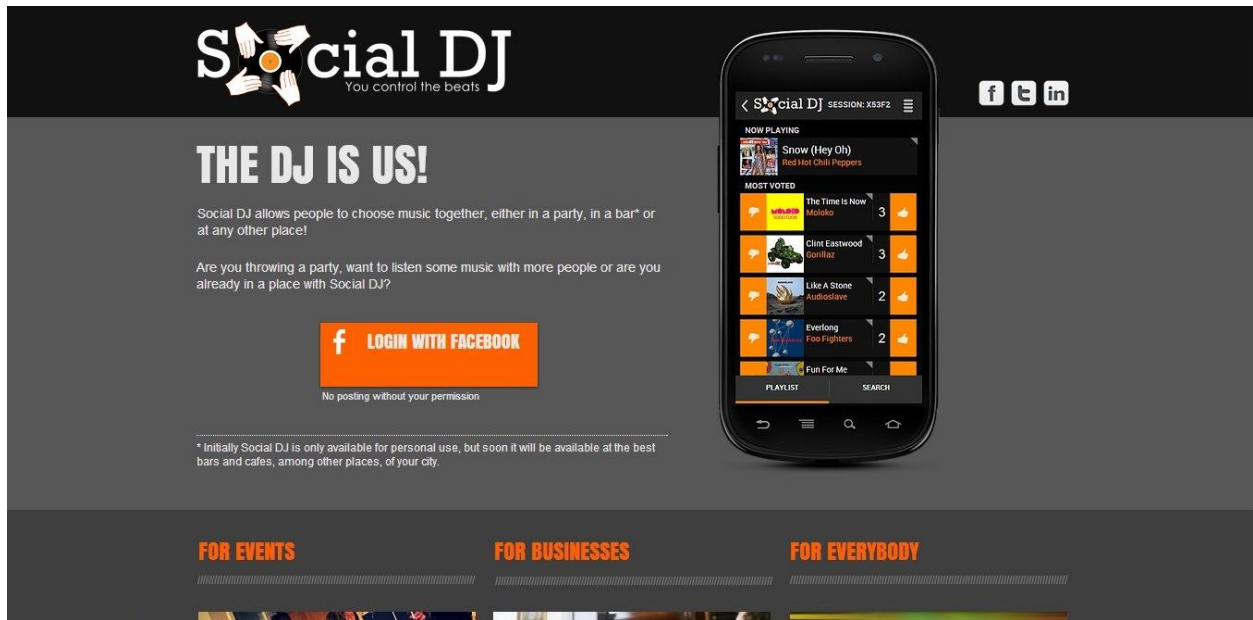 Social DJ
You control the beats
f t in
THE DJ IS US!
Social DJ allows people to choose music together, either in a party, in a bar* or
at any other place!
Are you throwing a party, want to listen some music with more people or are you
already in a place with Social DJ?
f LOGIN WITH FACEBOOK
No posting without your permission
* Initially Social DJ is only available for personal use, but soon it will be available at the best
bars and cafes, among other places, of your city.
Social DJ SESSION: X53F2
NOW PLAYING
Snow (Hey Oh)
Red Hot Chili Peppers
MOST VOTED
The Time Is Now
MOLOKO
Moloko
3
Clint Eastwood
Gorillaz
3
Like A Stone
Audioslave
2
Everlong
Foo Fighters
2
Fun For Me
PLAYLIST SEARCH
FOR EVENTS
FOR BUSINESSES
FOR EVERYBODY